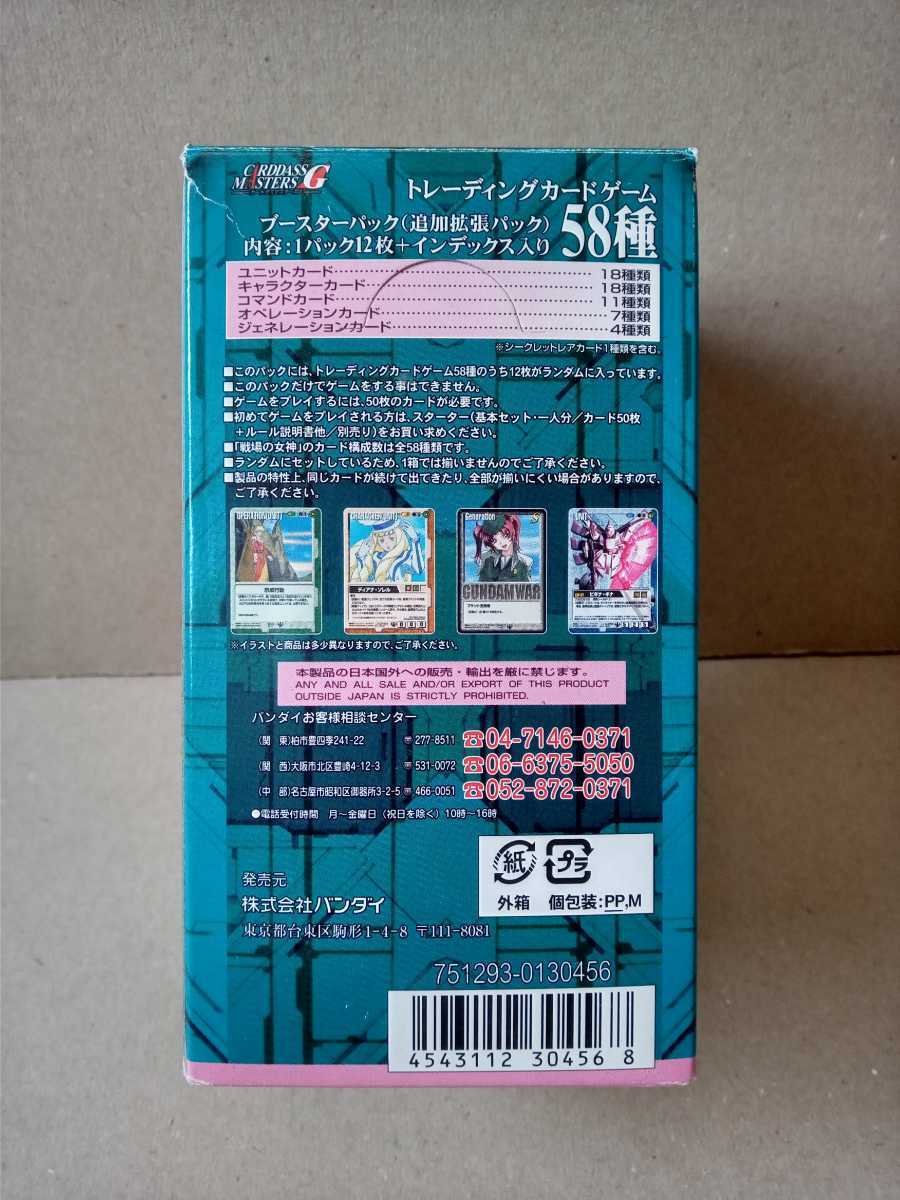 CARDDASS
MASTERS G
トレーディングカードゲーム
ブースターパック(追加拡張パック)
内容:1パック12枚+インデックス入り
58種
ユニットカード……18種類
キャラクターカード……18種類
コマンドカード……11種類
オペレーションカード……7種類
ジェネレーションカード……4種類
※シークレットレアカード1種類を含む。
■このパックには、トレーディングカードゲーム58種のうち12枚がランダムに入っています。
■このパックだけでゲームをする事はできません。
■ゲームをプレイするには、50枚のカードが必要です。
■初めてゲームをプレイされる方は、スターター(基本セット・一人分/カード50枚
+ルール説明書他/別売り)をお買い求めください。
■「戦場の女神」のカード構成数は全58種類です。
■ランダムにセットしているため、1箱では揃いませんのでご了承ください。
■製品の特性上、同じカードが続けて出てきたり、全部が揃いにくい場合がありますので、
ご了承ください。
OPERATION(UNIT)
CHARACTER(UNIT)
Generation
UNIT
ディアナ・ソレル
GUNDAMWAR
ビギナ・ギナ
※イラストと商品は多少異なりますので、ご了承ください。
本製品の日本国外への販売・輸出を厳に禁じます。
ANY AND ALL SALE AND/OR EXPORT OF THIS PRODUCT
OUTSIDE JAPAN IS STRICTLY PROHIBITED.
バンダイお客様相談センター
(関 東)柏市豊四季241-22 〒277-8511 ☎04-7146-0371
(関 西)大阪市北区豊崎4-12-3 〒531-0072 ☎06-6375-5050
(中 部)名古屋市昭和区御器所3-2-5 〒466-0051 ☎052-872-0371
●電話受付時間 月〜金曜日(祝日を除く)10時〜16時
紙
プラ
外箱 個包装:PP,M
発売元
株式会社バンダイ
東京都台東区駒形1-4-8 〒111-8081
751293-0130456
4543112 304568